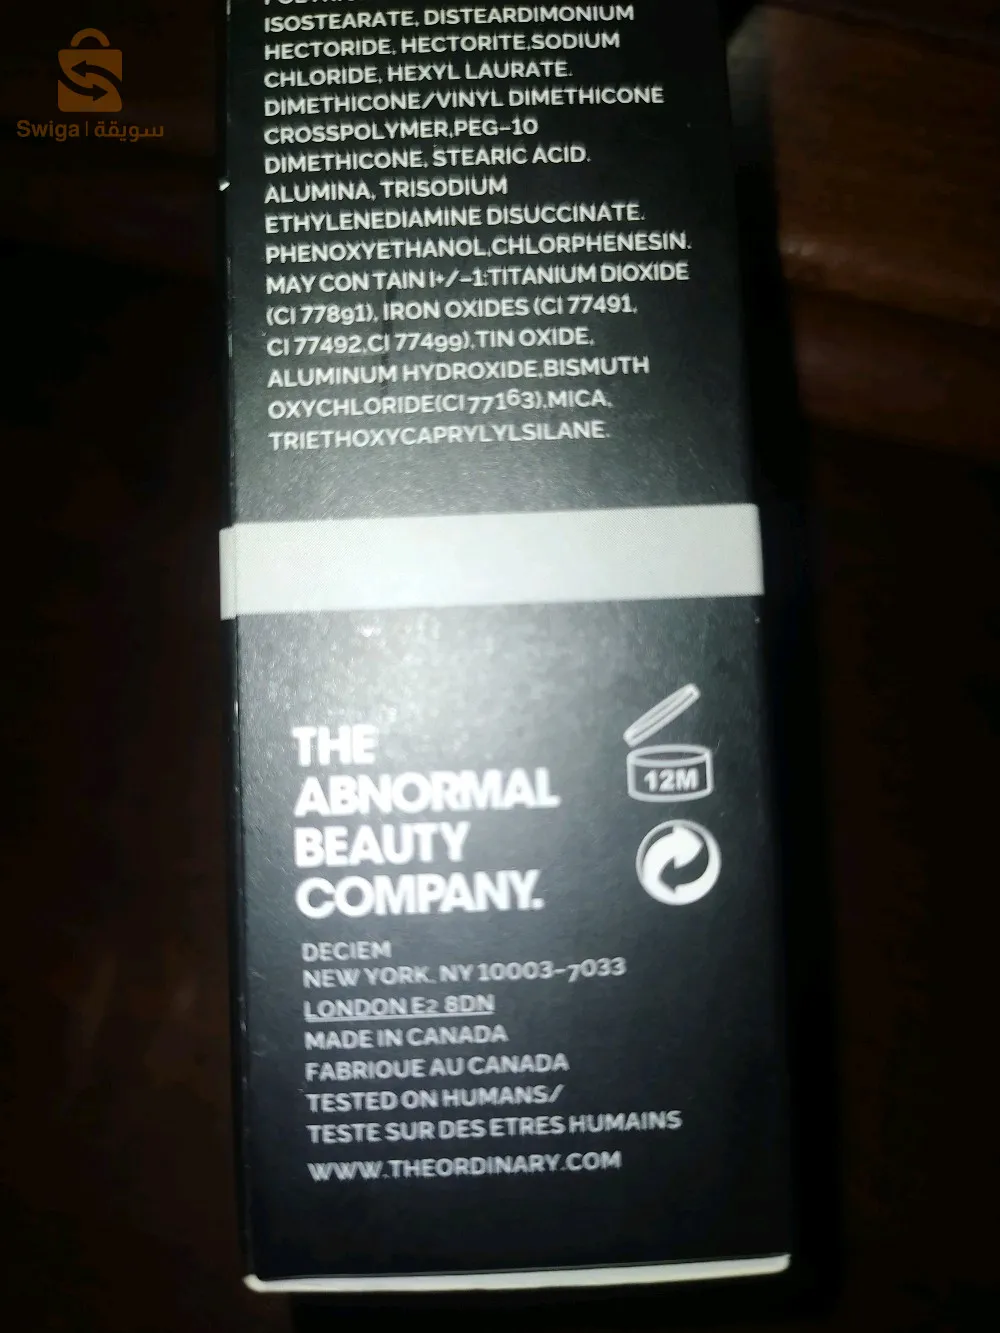 Swiga | سويقة
ISOSTEARATE, DISTEARDIMONIUM
HECTORIDE, HECTORITE,SODIUM
CHLORIDE, HEXYL LAURATE.
DIMETHICONE/VINYL DIMETHICONE
CROSSPOLYMER,PEG-10
DIMETHICONE, STEARIC ACID.
ALUMINA, TRISODIUM
ETHYLENEDIAMINE DISUCCINATE.
PHENOXYETHANOL,CHLORPHENESIN.
MAY CON TAIN I+/-1:TITANIUM DIOXIDE
(CI 77891), IRON OXIDES (CI 77491,
CI 77492,CI 77499),TIN OXIDE,
ALUMINUM HYDROXIDE,BISMUTH
OXYCHLORIDE(CI 77163),MICA,
TRIETHOXYCAPRYLYLSILANE.
THE
ABNORMAL
BEAUTY
COMPANY.
12M
DECIEM
NEW YORK, NY 10003-7033
LONDON E2 8DN
MADE IN CANADA
FABRIOUE AU CANADA
TESTED ON HUMANS/
TESTE SUR DES ETRES HUMAINS
WWW.THEORDINARY.COM